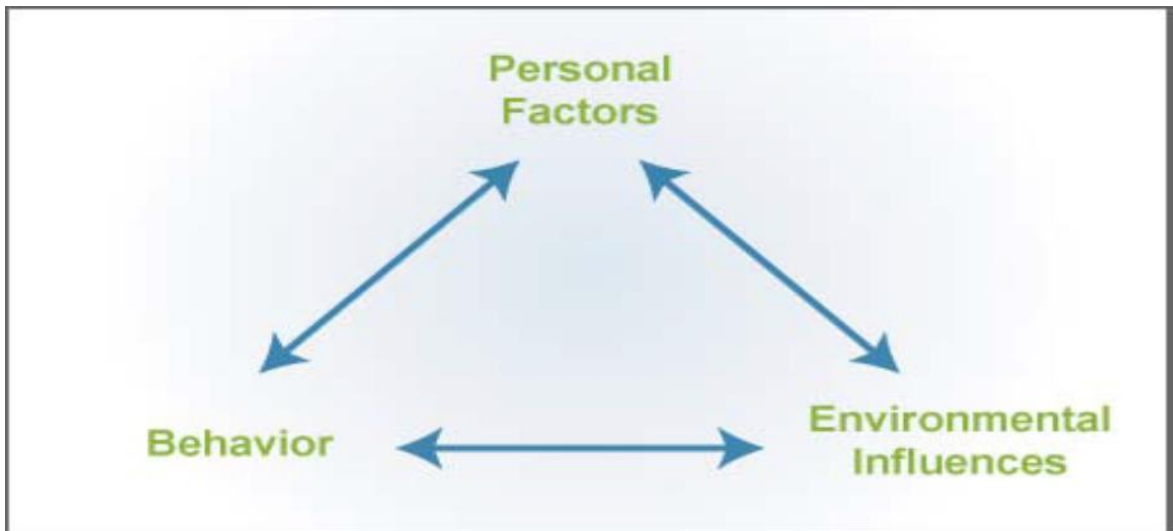 Personal
Factors
Behavior
Environmental
Influences